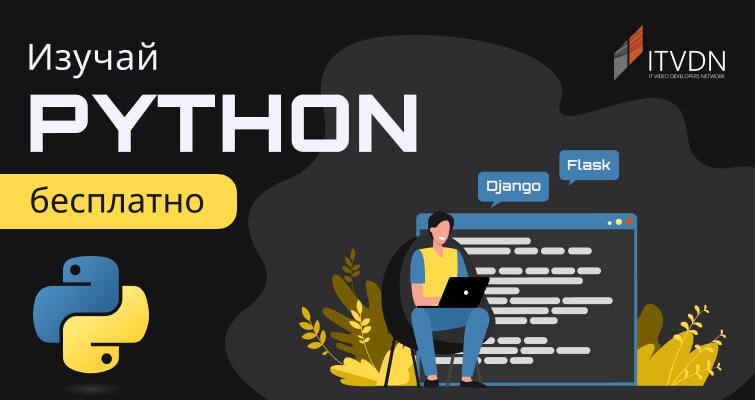 Изучай
PYTHON
бесплатно
ITVDN
IT VIDEO DEVELOPERS NETWORK
Django
Flask